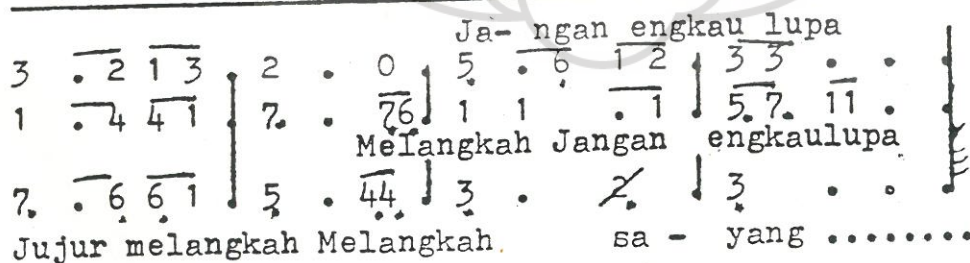 Ja- ngan engkau lupa
3 . 2 1 3 . 2 . 0 . 5 . 6 1 2 | 3 3 . . .
1 . 4 4 1 | 7 . 7 6 | 1 1 . 1 | 5 7 . 1 1 . .
Melangkah Jangan engkaulupa
7 . 6 6 1 | 5 . 4 4 | 3 . 2 | 3 . . .
Jujur melangkah Melangkah. sa - yang ........